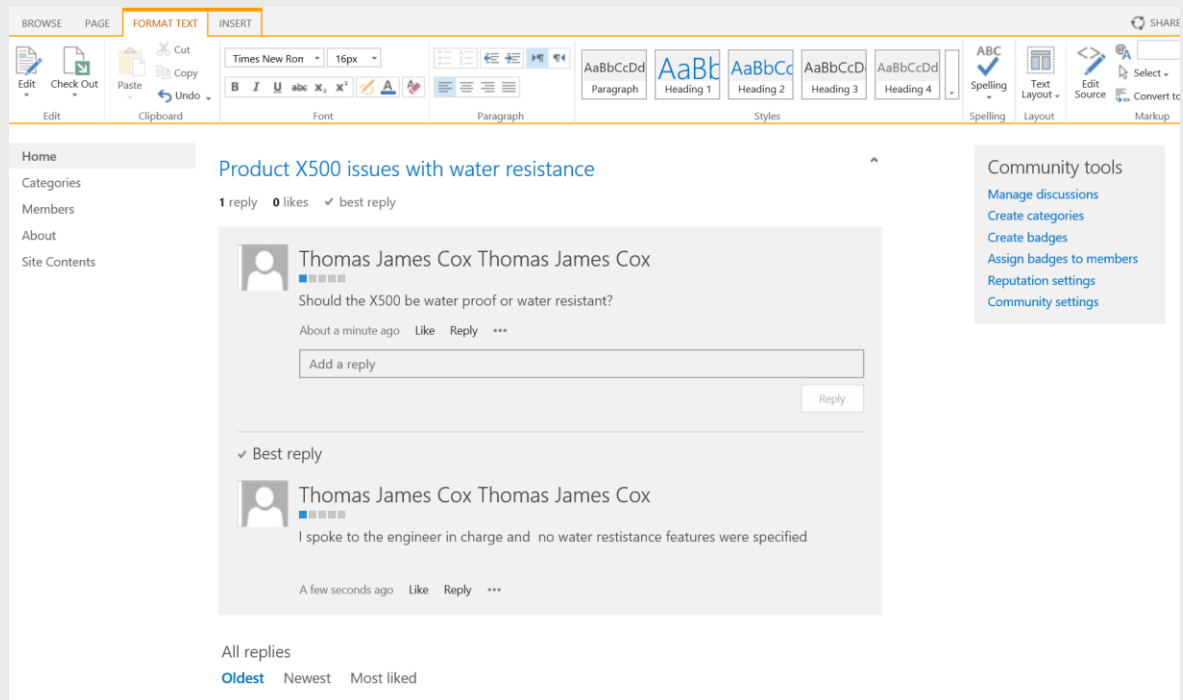 BROWSE PAGE FORMAT TEXT INSERT SHARE
Edit Check Out Paste Cut Copy Undo
Times New Ron 16px
B I U abc X₂ X²
AaBbCcDd AaBb AaBbCc AaBbCcD AaBbCcDd
Paragraph Heading 1 Heading 2 Heading 3 Heading 4
ABC Spelling Text Layout Edit Source Select Convert to
Edit Clipboard Font Paragraph Styles Spelling Layout Markup
Home
Categories
Members
About
Site Contents
Product X500 issues with water resistance
1 reply 0 likes best reply
Thomas James Cox Thomas James Cox
Should the X500 be water proof or water resistant?
About a minute ago Like Reply
Add a reply
Reply
Best reply
Thomas James Cox Thomas James Cox
I spoke to the engineer in charge and no water restistance features were specified
A few seconds ago Like Reply
All replies
Oldest Newest Most liked
Community tools
Manage discussions
Create categories
Create badges
Assign badges to members
Reputation settings
Community settings